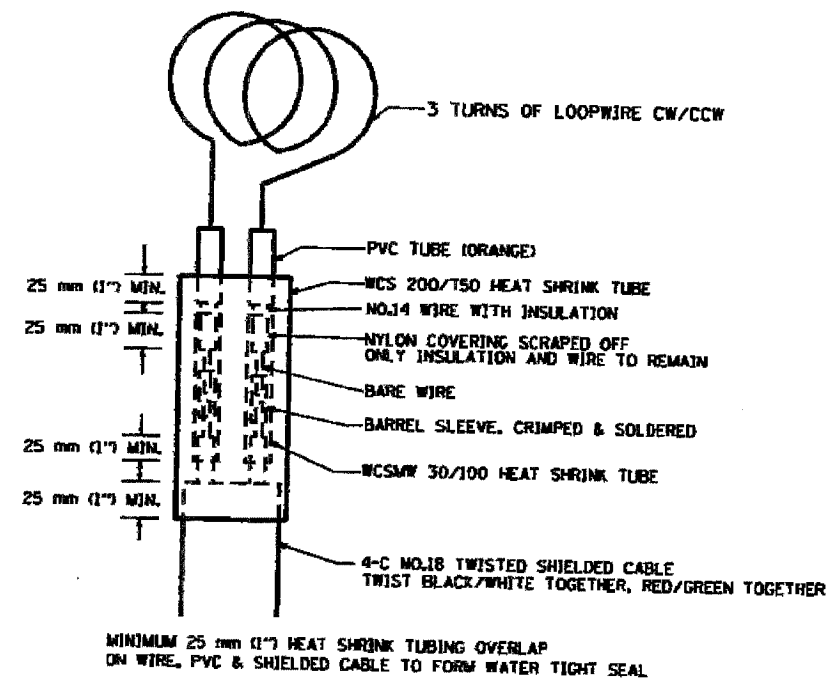 3 TURNS OF LOOPWIRE CW/CCW
PVC TUBE (ORANGE)
25 mm (1") MIN.
WCS 200/750 HEAT SHRINK TUBE
NO.14 WIRE WITH INSULATION
25 mm (1") MIN.
NYLON COVERING SCRAPED OFF
ONLY INSULATION AND WIRE TO REMAIN
BARE WIRE
BARREL SLEEVE, CRIMPED & SOLDERED
25 mm (1") MIN.
WCSMW 30/100 HEAT SHRINK TUBE
25 mm (1") MIN.
4-C NO.18 TWISTED SHIELDED CABLE
TWIST BLACK/WHITE TOGETHER, RED/GREEN TOGETHER
MINIMUM 25 mm (1") HEAT SHRINK TUBING OVERLAP
ON WIRE, PVC & SHIELDED CABLE TO FORM WATER TIGHT SEAL